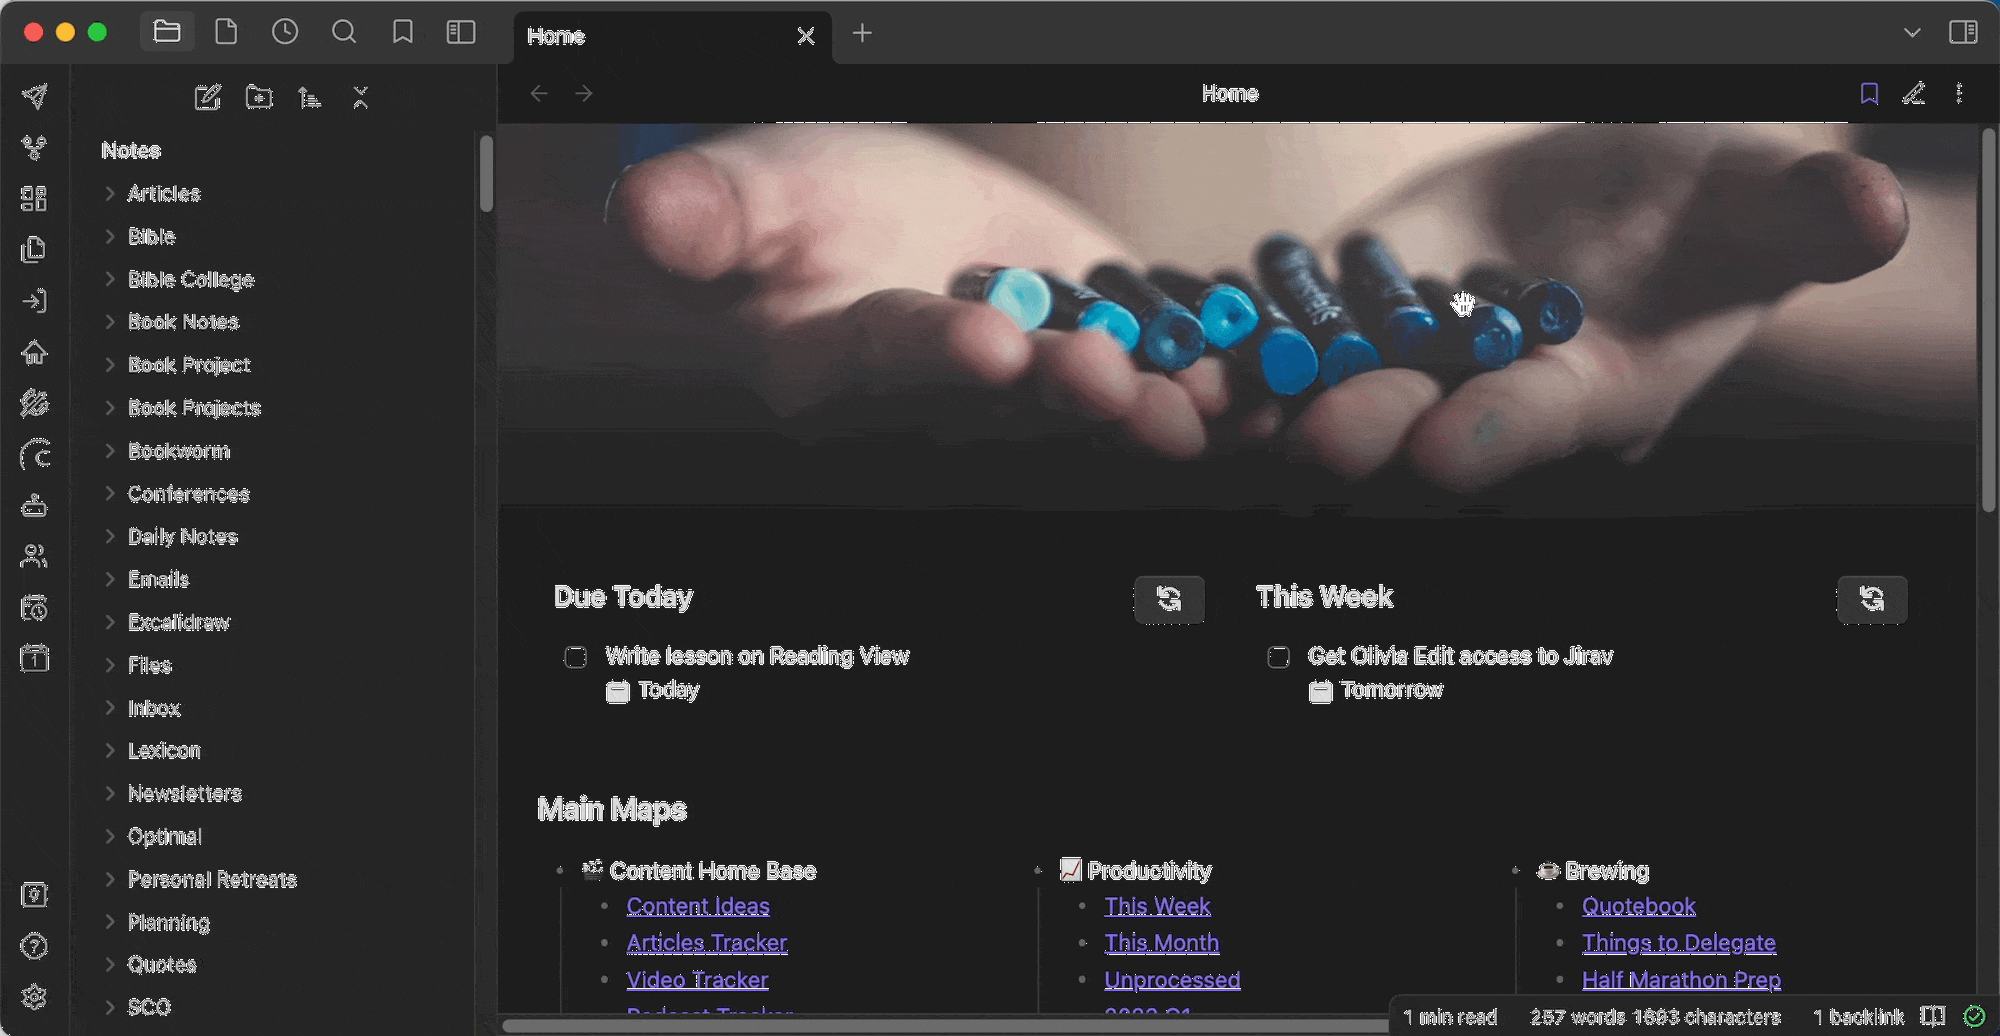 Home
Home
Notes
Articles
Bible
Bible College
Book Notes
Book Project
Book Projects
Bookworm
Conferences
Daily Notes
Emails
Excalidraw
Files
Inbox
Lexicon
Newsletters
Optimal
Personal Retreats
Planning
Quotes
SCO
Due Today
Write lesson on Reading View
Today
This Week
Get Olivia Edit access to Jirav
Tomorrow
Main Maps
Content Home Base
Content Ideas
Articles Tracker
Video Tracker
Podcast Tracker
Productivity
This Week
This Month
Unprocessed
Brewing
Quotebook
Things to Delegate
Half Marathon Prep
1 min read
257 words 1603 characters
1 backlink